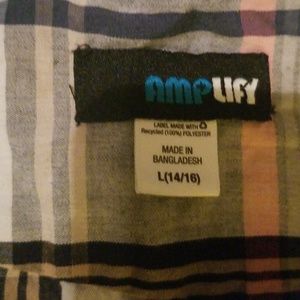 AMPLIFY
LABEL MADE WITH
Recycled (100%) POLYESTER
MADE IN
BANGLADESH
L(14/16)